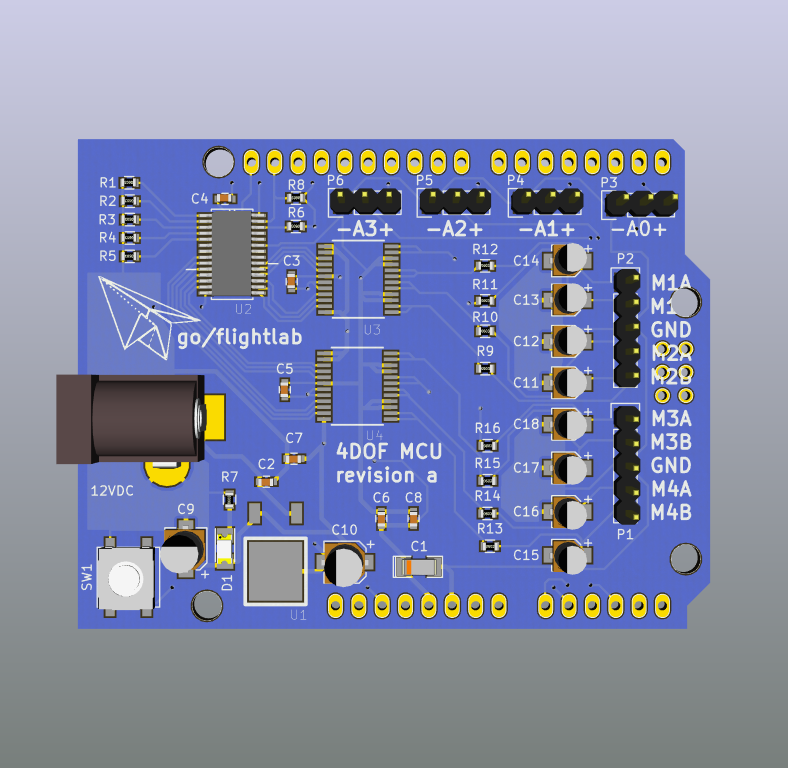 P6
P5
P4
P3
R1
R2
R3
R4
R5
C4
R8
R6
-A3+
-A2+
-A1+
-A0+
U2
C3
U3
R12
R11
R10
R9
C14
C13
C12
C11
P2
M1A
GND
M2A
M2B
go/flightlab
C5
U4
4DOF MCU
revision a
C7
C2
R7
12VDC
C9
SW1
D1
U1
C10
C6
C8
C1
R16
R15
R14
R13
C18
C17
C16
C15
M3A
M3B
GND
M4A
M4B
P1